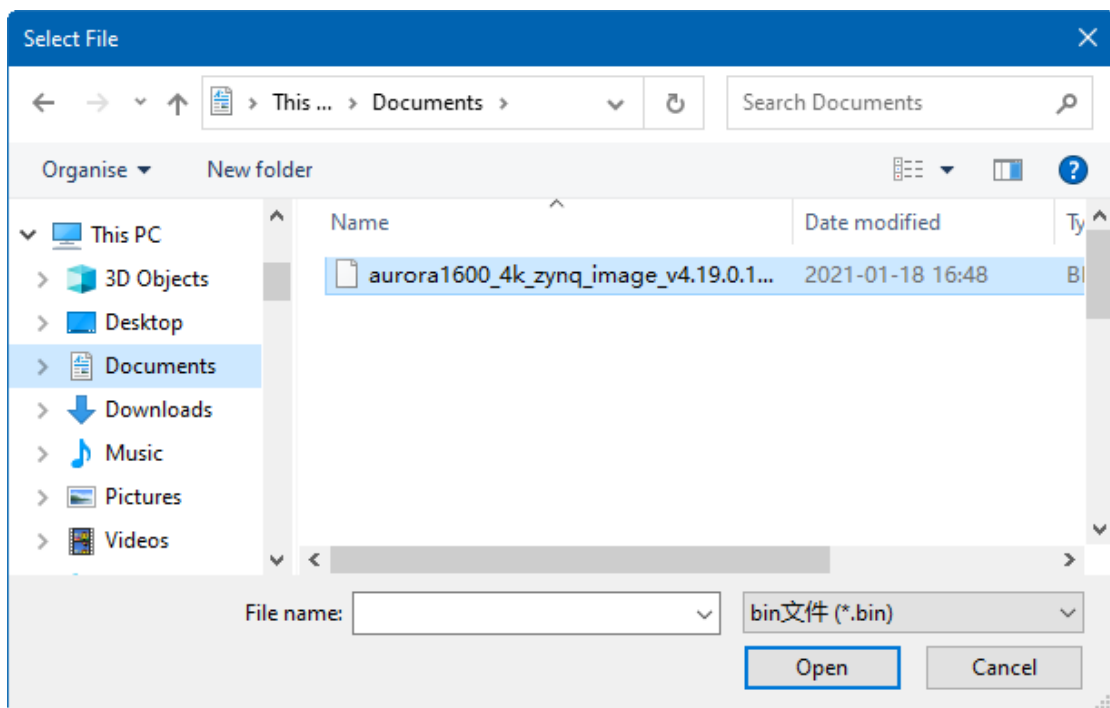 Select File
This ... Documents
Search Documents
Organise
New folder
?
Name
Date modified
Ty
This PC
3D Objects
Desktop
Documents
Downloads
Music
Pictures
Videos
aurora1600_4k_zynq_image_v4.19.0.1...
2021-01-18 16:48
BI
File name:
bin文件 (*.bin)
Open
Cancel